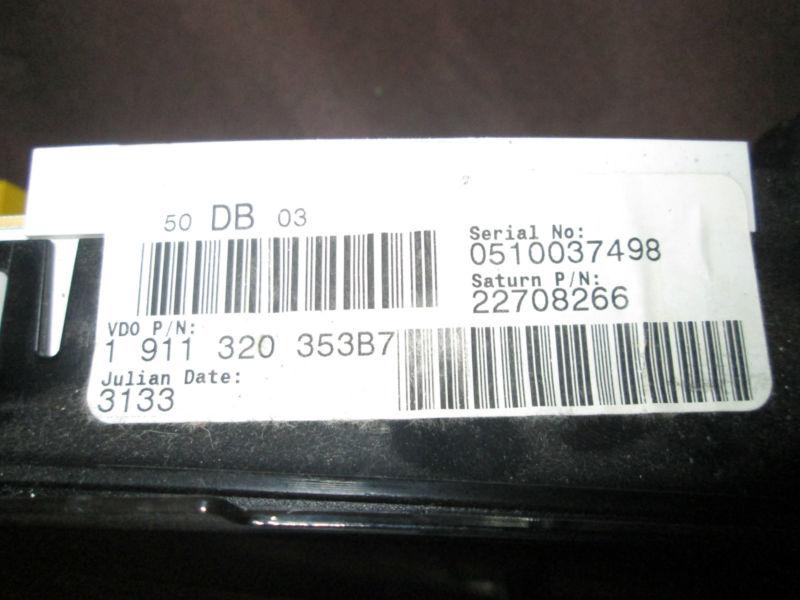 50 DB 03
Serial No:
0510037498
Saturn P/N:
22708266
VDO P/N:
1 911 320 353B7
Julian Date:
3133